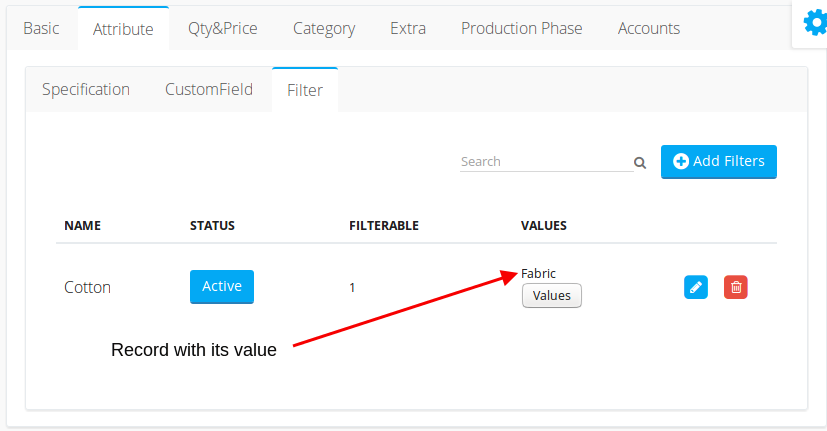 Basic Attribute Qty&Price Category Extra Production Phase Accounts
Specification CustomField Filter
Search Add Filters
NAME STATUS FILTERABLE VALUES
Cotton Active 1 Fabric
Values
Record with its value